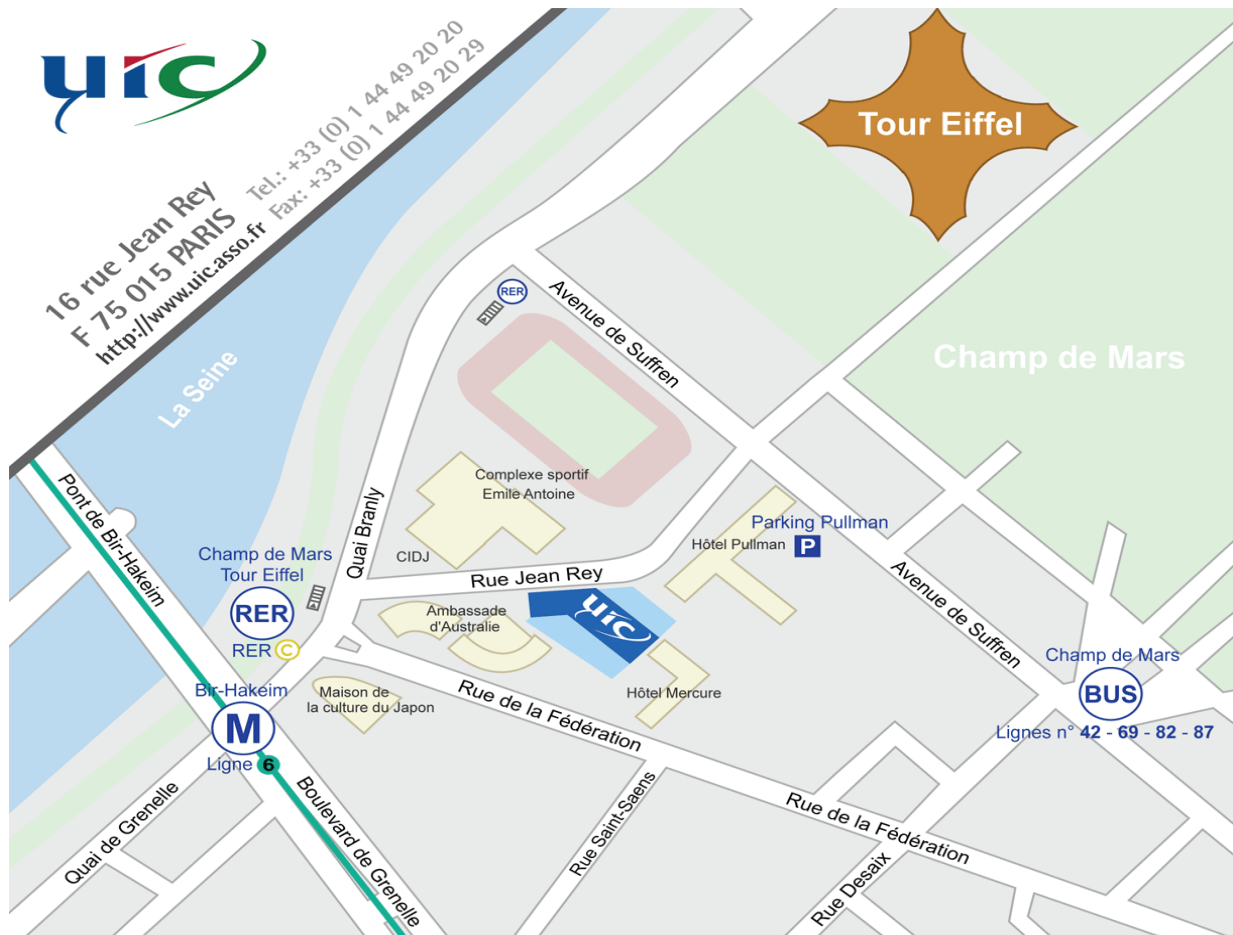 uic
16 rue Jean Rey
F 75 015 PARIS
http://www.uic.asso.fr
Tel.: +33 (0) 1 44 49 20 20
Fax: +33 (0) 1 44 49 20 29
Tour Eiffel
La Seine
RER
Avenue de Suffren
Champ de Mars
Pont de Bir-Hakeim
Quai Branly
Complexe sportif
Emile Antoine
CIDJ
Parking Pullman
Hôtel Pullman
P
Rue Jean Rey
Champ de Mars
Tour Eiffel
RER
RER C
Ambassade
d'Australie
uic
Avenue de Suffren
Bir-Hakeim
M
Ligne 6
Maison de
la culture du Japon
Rue de la Fédération
Hôtel Mercure
Champ de Mars
BUS
Lignes n° 42 - 69 - 82 - 87
Quai de Grenelle
Boulevard de Grenelle
Rue Saint-Saens
Rue de la Fédération
Rue Desaix